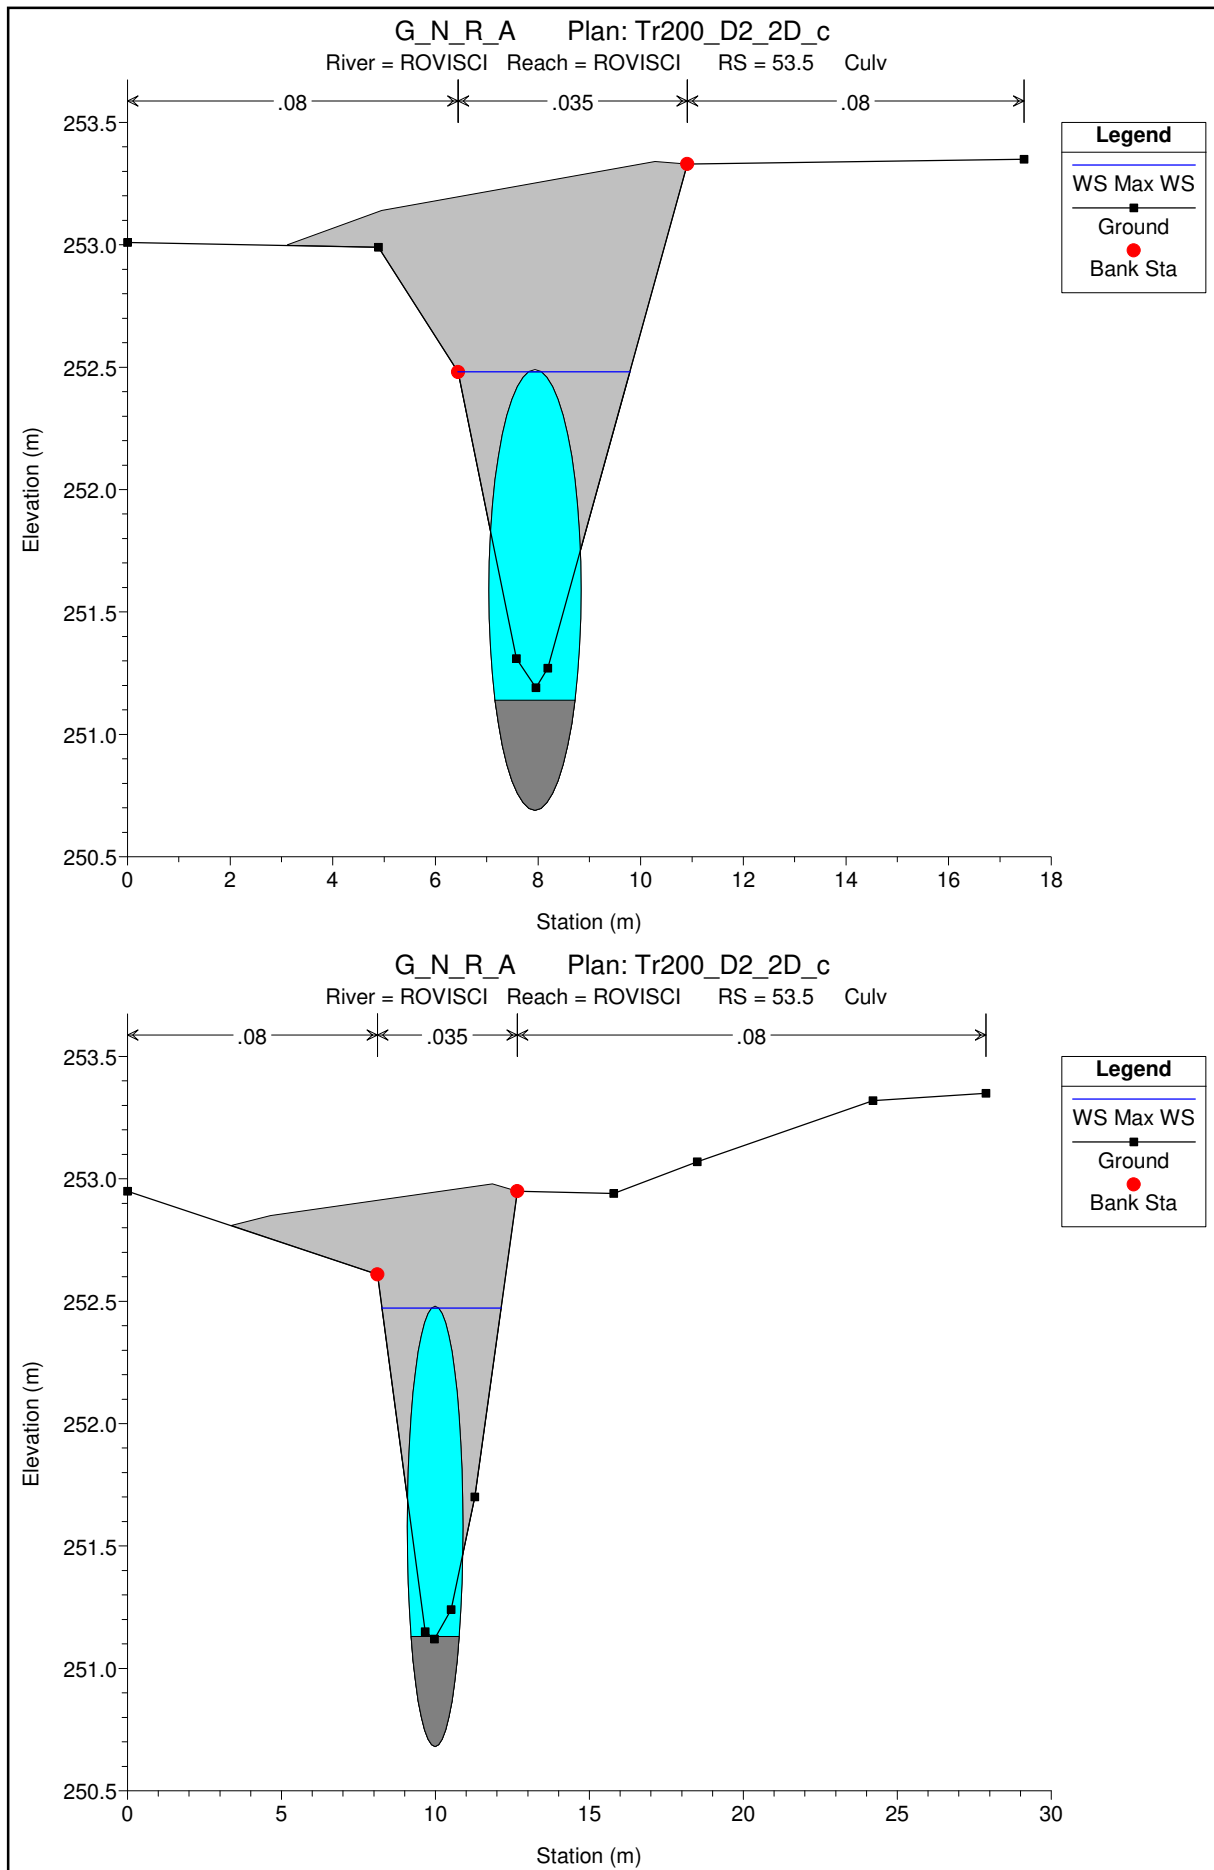 G_N_R_A Plan: Tr200_D2_2D_c
River = ROVISCI Reach = ROVISCI RS = 53.5 Culv
.08 .035 .08
253.5
253.0
252.5
252.0
251.5
251.0
250.5
Elevation (m)
0 2 4 6 8 10 12 14 16 18
Station (m)
Legend
WS Max WS
Ground
Bank Sta
G_N_R_A Plan: Tr200_D2_2D_c
River = ROVISCI Reach = ROVISCI RS = 53.5 Culv
.08 .035 .08
253.5
253.0
252.5
252.0
251.5
251.0
250.5
Elevation (m)
0 5 10 15 20 25 30
Station (m)
Legend
WS Max WS
Ground
Bank Sta